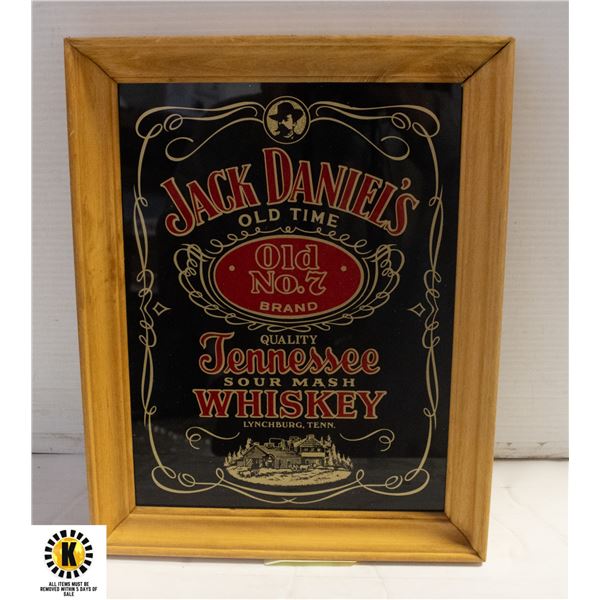 JACK DANIEL'S
OLD TIME
Old
No.7
BRAND
QUALITY
Tennessee
SOUR MASH
WHISKEY
LYNCHBURG, TENN.
K
ALL ITEMS MUST BE
REMOVED WITHIN 5 DAYS OF
SALE